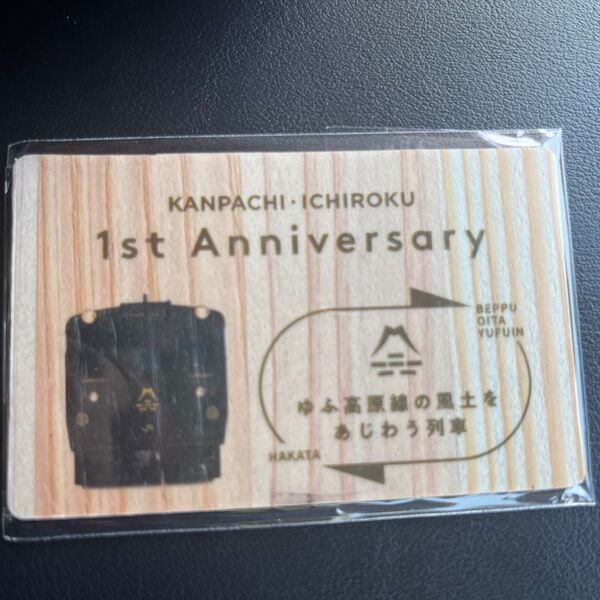 KANPACHI・ICHIROKU
1st Anniversary
BEPPU
OITA
YUFUIN
ゆふ高原線の風土を
あじわう列車
HAKATA